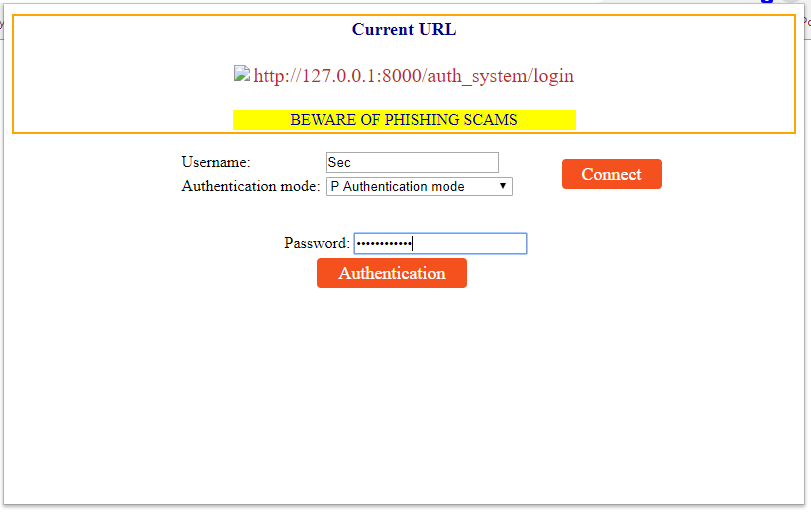 Current URL
http://127.0.0.1:8000/auth_system/login
BEWARE OF PHISHING SCAMS
Username: Sec
Authentication mode: P Authentication mode
Connect
Password: ••••••••••••
Authentication